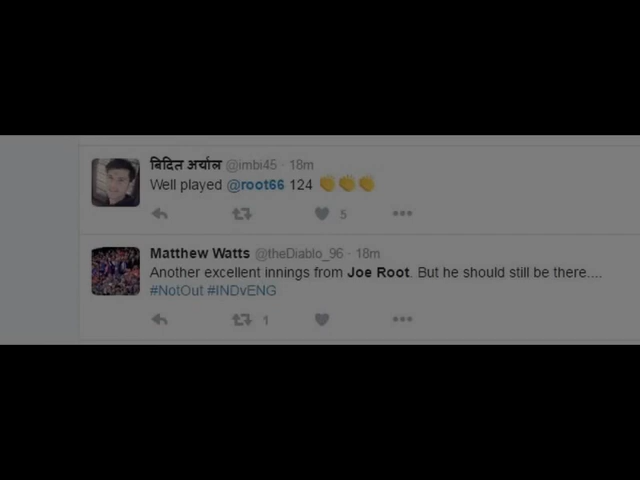 बिदित अर्याल @imbi45 · 18m
Well played @root66 124 👏👏👏
5
Matthew Watts @theDiablo_96 · 18m
Another excellent innings from Joe Root. But he should still be there....
#NotOut #INDvENG
1